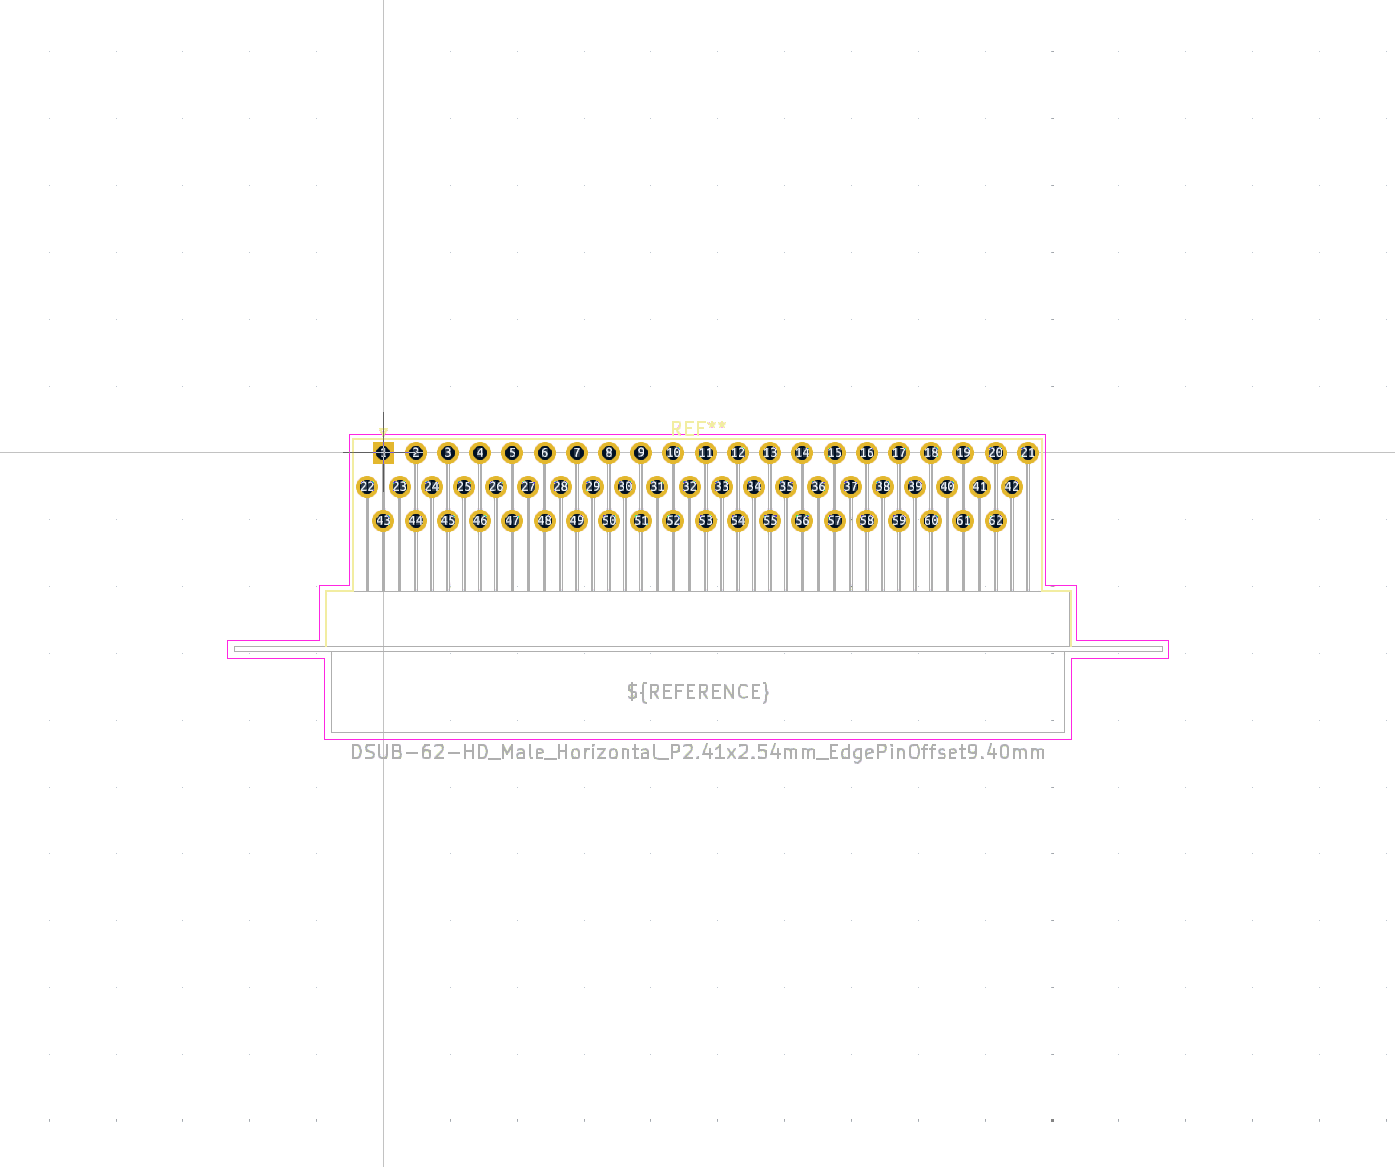 REF**
1 2 3 4 5 6 7 8 9 10 11 12 13 14 15 16 17 18 19 20 21
22 23 24 25 26 27 28 29 30 31 32 33 34 35 36 37 38 39 40 41 42
43 44 45 46 47 48 49 50 51 52 53 54 55 56 57 58 59 60 61 62
${REFERENCE}
DSUB-62-HD_Male_Horizontal_P2.41x2.54mm_EdgePinOffset9.40mm